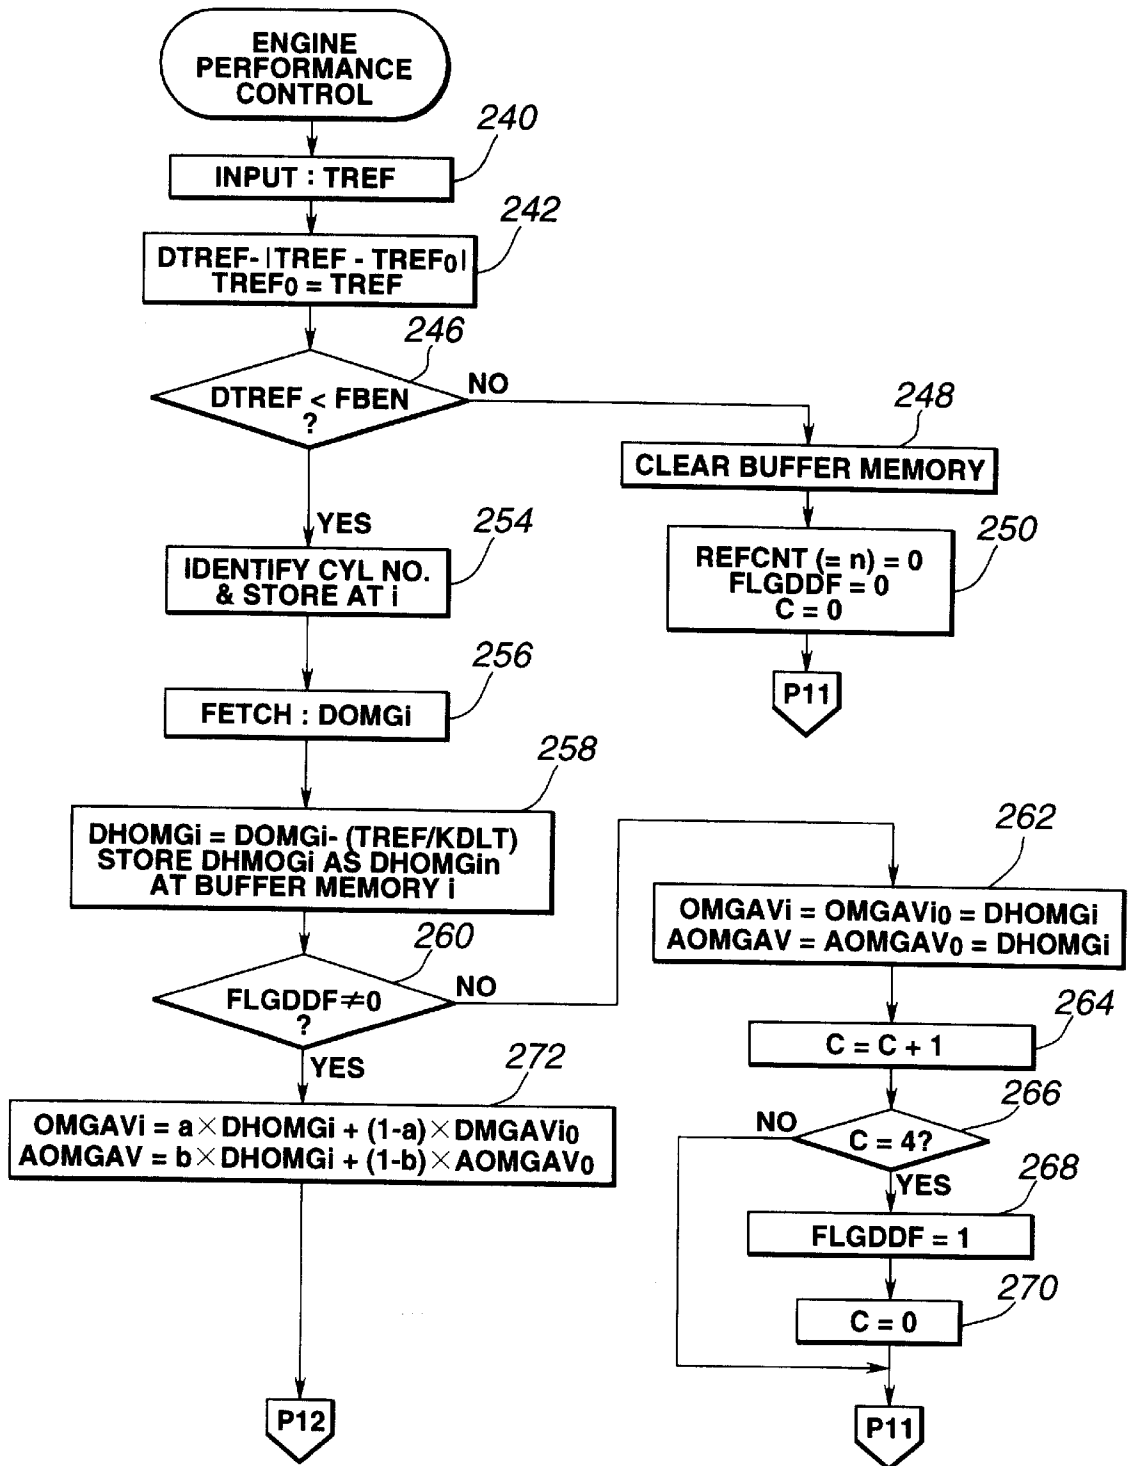 ENGINE
PERFORMANCE
CONTROL
240
INPUT : TREF
242
DTREF-|TREF - TREF0|
TREF0 = TREF
246
DTREF < FBEN
?
NO
YES
248
CLEAR BUFFER MEMORY
250
REFCNT (= n) = 0
FLGDDF = 0
C = 0
P11
254
IDENTIFY CYL NO.
& STORE AT i
256
FETCH : DOMGi
258
DHOMGi = DOMGi- (TREF/KDLT)
STORE DHMOGi AS DHOMGin
AT BUFFER MEMORY i
260
FLGDDF≠0
?
NO
YES
262
OMGAVi = OMGAVi0 = DHOMGi
AOMGAV = AOMGAV0 = DHOMGi
264
C = C + 1
266
C = 4?
NO
YES
268
FLGDDF = 1
270
C = 0
P11
272
OMGAVi = a×DHOMGi + (1-a)×DMGAVi0
AOMGAV = b×DHOMGi + (1-b)×AOMGAV0
P12